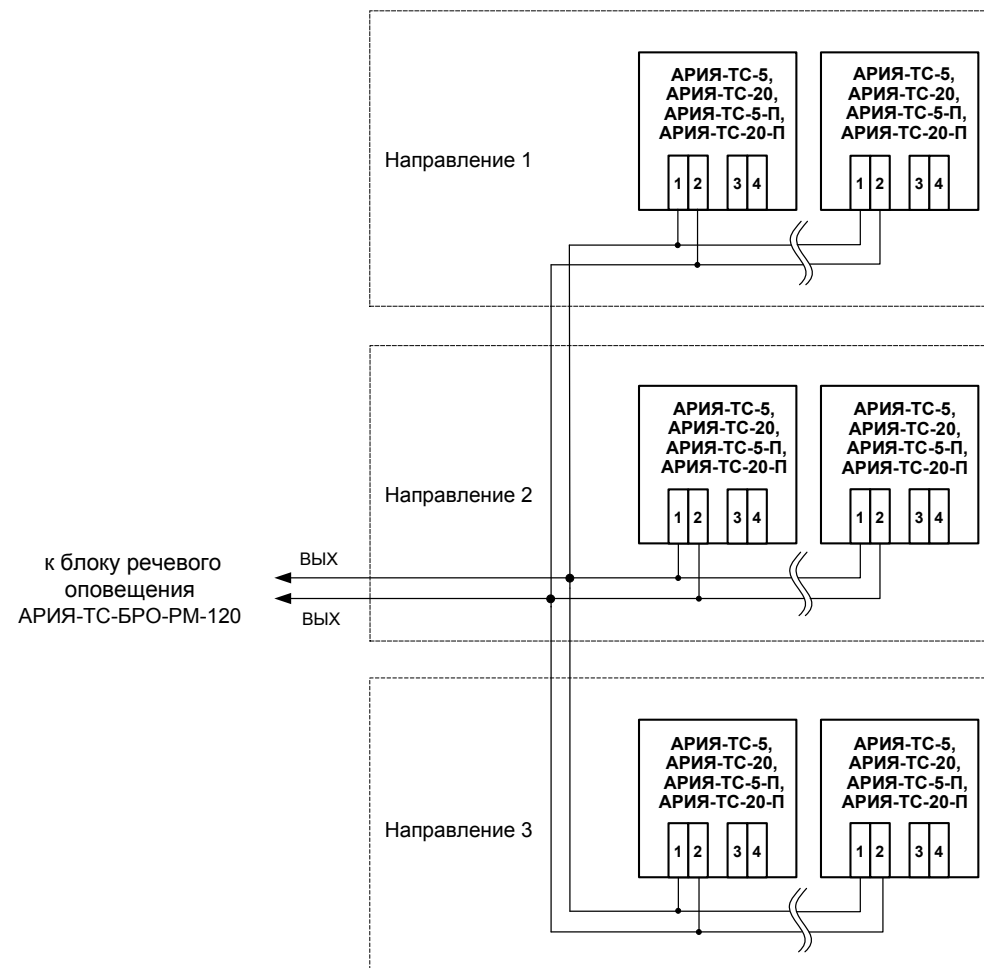 АРИЯ-ТС-5,
АРИЯ-ТС-20,
АРИЯ-ТС-5-П,
АРИЯ-ТС-20-П
1 2 3 4
АРИЯ-ТС-5,
АРИЯ-ТС-20,
АРИЯ-ТС-5-П,
АРИЯ-ТС-20-П
1 2 3 4
Направление 1
АРИЯ-ТС-5,
АРИЯ-ТС-20,
АРИЯ-ТС-5-П,
АРИЯ-ТС-20-П
1 2 3 4
АРИЯ-ТС-5,
АРИЯ-ТС-20,
АРИЯ-ТС-5-П,
АРИЯ-ТС-20-П
1 2 3 4
Направление 2
к блоку речевого
оповещения
АРИЯ-ТС-БРО-РМ-120
ВЫХ
ВЫХ
АРИЯ-ТС-5,
АРИЯ-ТС-20,
АРИЯ-ТС-5-П,
АРИЯ-ТС-20-П
1 2 3 4
АРИЯ-ТС-5,
АРИЯ-ТС-20,
АРИЯ-ТС-5-П,
АРИЯ-ТС-20-П
1 2 3 4
Направление 3